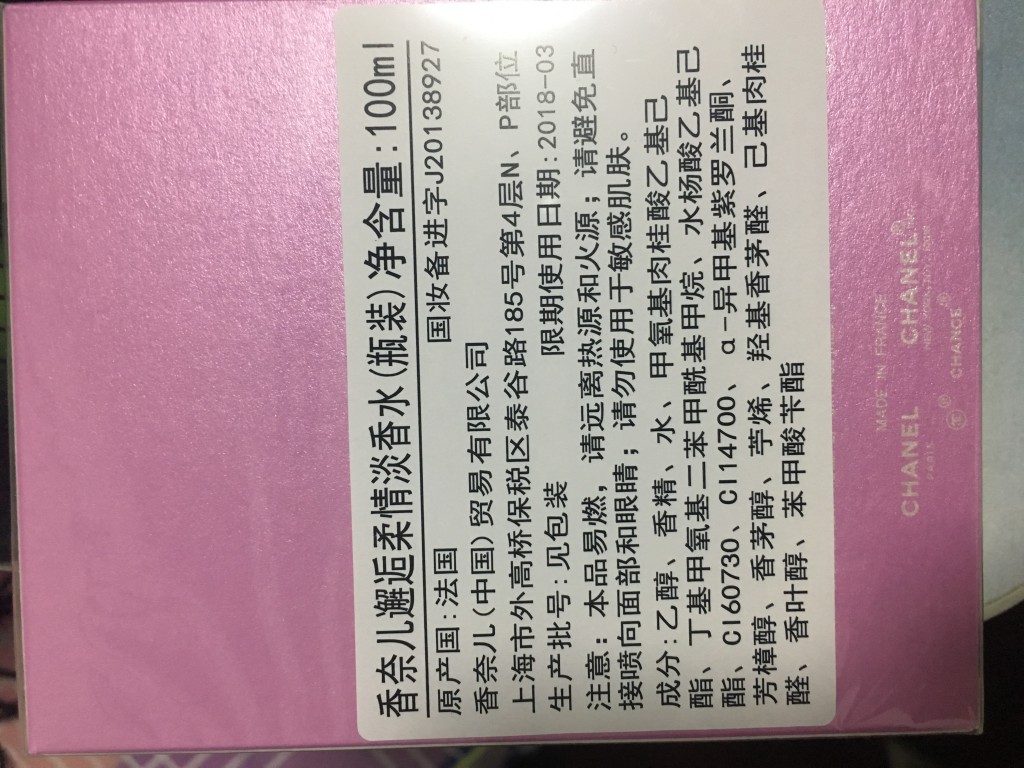 香奈儿邂逅柔情淡香水(瓶装)净含量:100ml
原产国:法国 国妆备进字J20138927
香奈儿(中国)贸易有限公司
上海市外高桥保税区泰谷路185号第4层N、P部位
生产批号:见包装 限期使用日期:2018-03
注意:本品易燃,请远离热源和火源;请避免直
接喷向面部和眼睛;请勿使用于敏感肌肤。
成分:乙醇、香精、水、甲氧基肉桂酸乙基己
酯、丁基甲氧基二苯甲酰基甲烷、水杨酸乙基己
酯、CI60730、CI14700、α-异甲基紫罗兰酮、
芳樟醇、香茅醇、苧烯、羟基香茅醛、己基肉桂
醛、香叶醇、苯甲酸苄酯
MADE IN FRANCE
CHANEL CHANEL
PARIS
CHANCE®